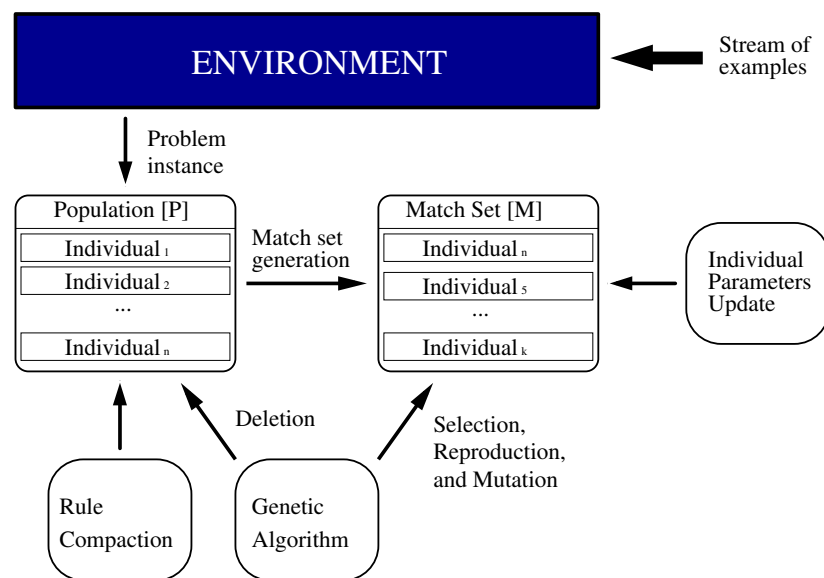 ENVIRONMENT
Stream of
examples
Problem
instance
Population [P]
Individual 1
Individual 2
...
Individual n
Match set
generation
Match Set [M]
Individual n
Individual 5
...
Individual k
Individual
Parameters
Update
Deletion
Selection,
Reproduction,
and Mutation
Rule
Compaction
Genetic
Algorithm